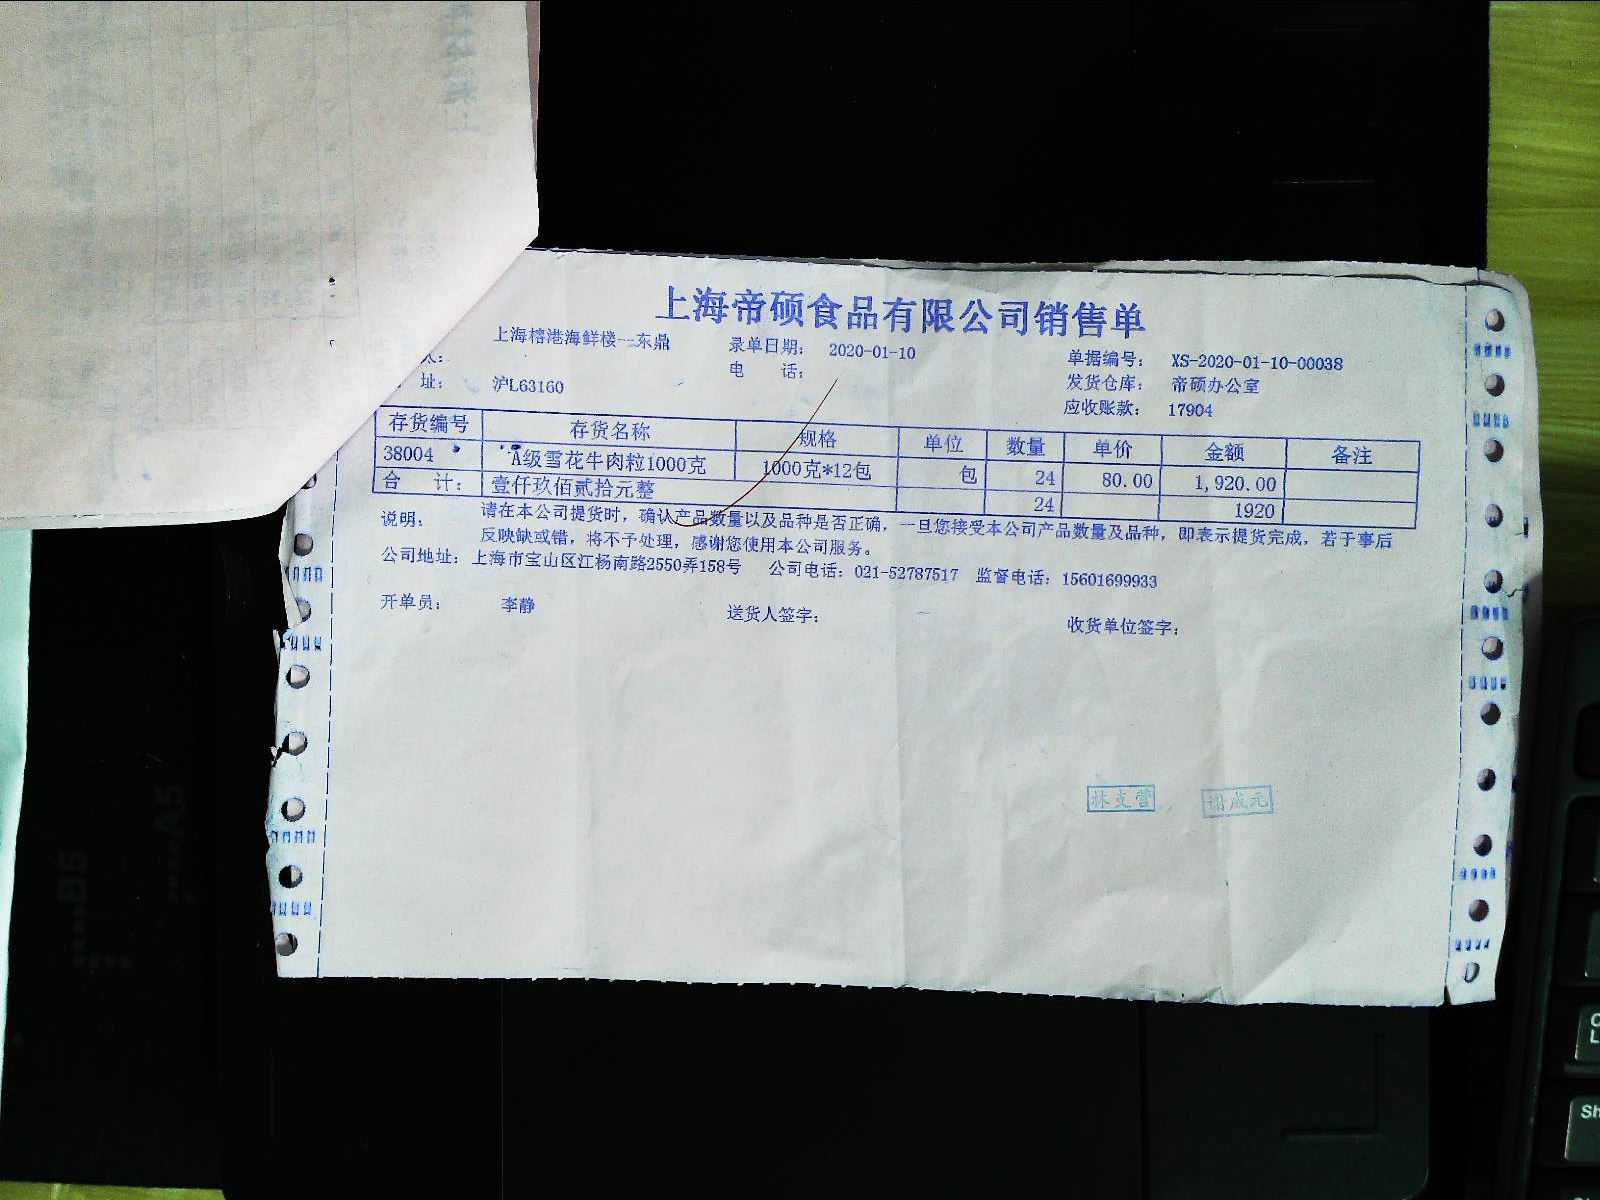 上海帝硕食品有限公司销售单
上海榕港海鲜楼--东鼎 录单日期: 2020-01-10 单据编号: XS-2020-01-10-00038
电 话: 发货仓库: 帝硕办公室
址: 沪L63160 应收账款: 17904
存货编号 存货名称 规格 单位 数量 单价 金额 备注
38004 A级雪花牛肉粒1000克 1000克*12包 包 24 80.00 1,920.00
合 计: 壹仟玖佰贰拾元整 24 1920
说明: 请在本公司提货时,确认产品数量以及品种是否正确,一旦您接受本公司产品数量及品种,即表示提货完成,若于事后
反映缺或错,将不予处理,感谢您使用本公司服务。
公司地址: 上海市宝山区江杨南路2550弄158号 公司电话: 021-52787517 监督电话: 15601699933
开单员: 李静 送货人签字: 收货单位签字:
B5
A5